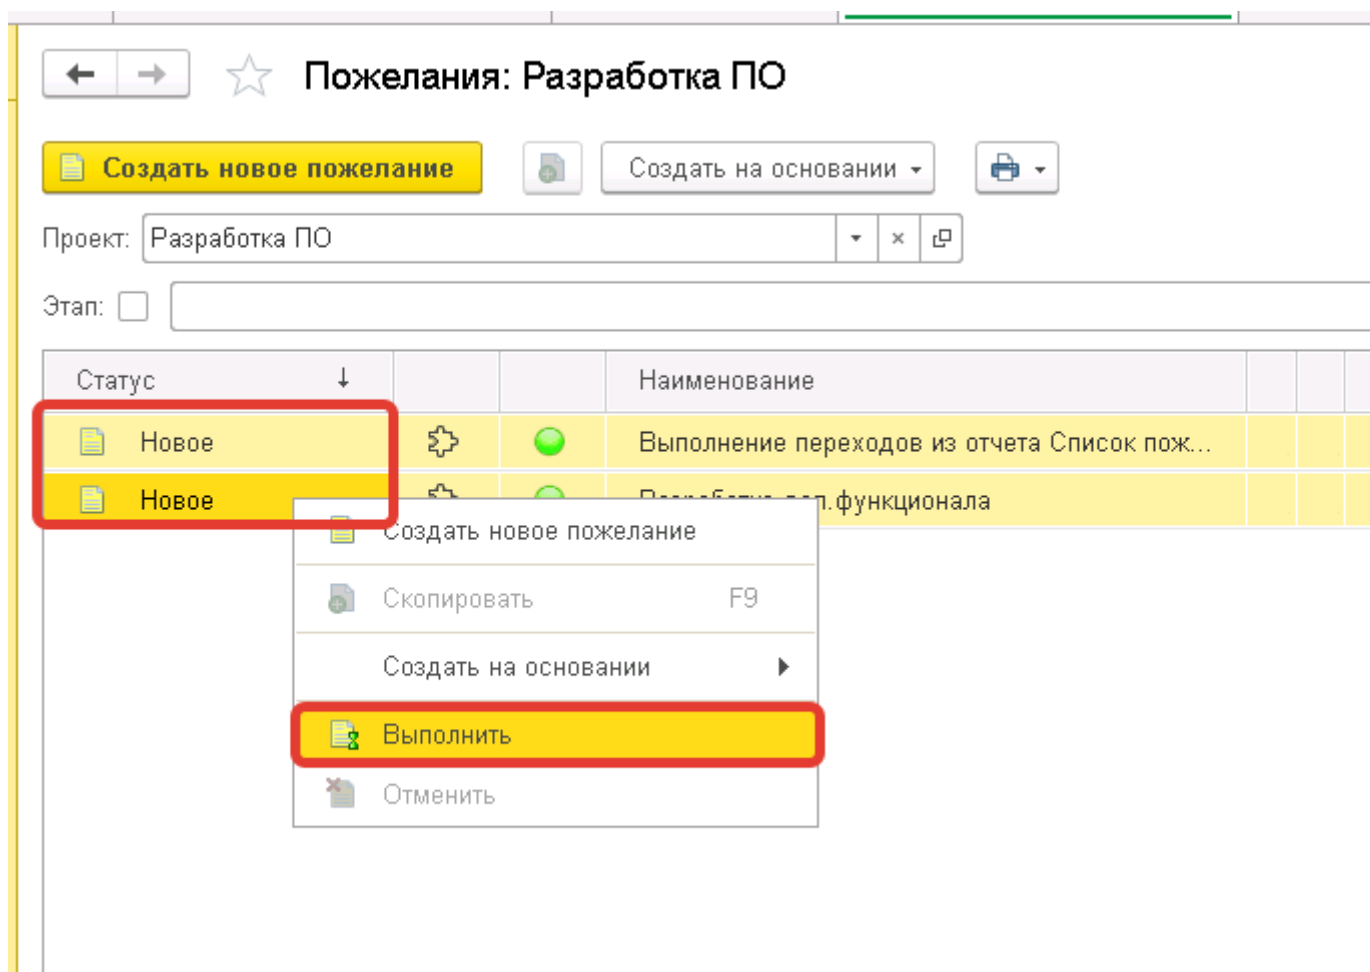 Пожелания: Разработка ПО
Создать новое пожелание Создать на основании
Проект: Разработка ПО
Этап:
Статус ↓ Наименование
Новое Выполнение переходов из отчета Список пож...
Новое функционала
Создать новое пожелание
Скопировать F9
Создать на основании
Выполнить
Отменить